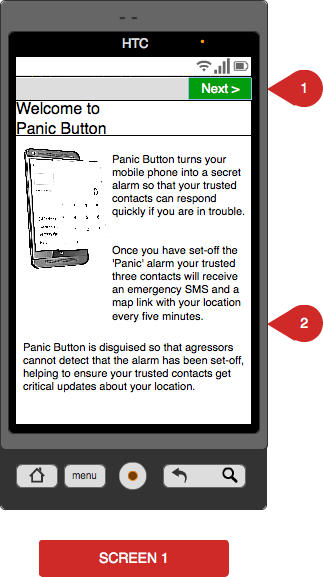 HTC
Next >
1
Welcome to
Panic Button
Panic Button turns your
mobile phone into a secret
alarm so that your trusted
contacts can respond
quickly if you are in trouble.
Once you have set-off the
'Panic' alarm your trusted
three contacts will receive
an emergency SMS and a
map link with your location
every five minutes.
2
Panic Button is disguised so that agressors
cannot detect that the alarm has been set-off,
helping to ensure your trusted contacts get
critical updates about your location.
menu
SCREEN 1